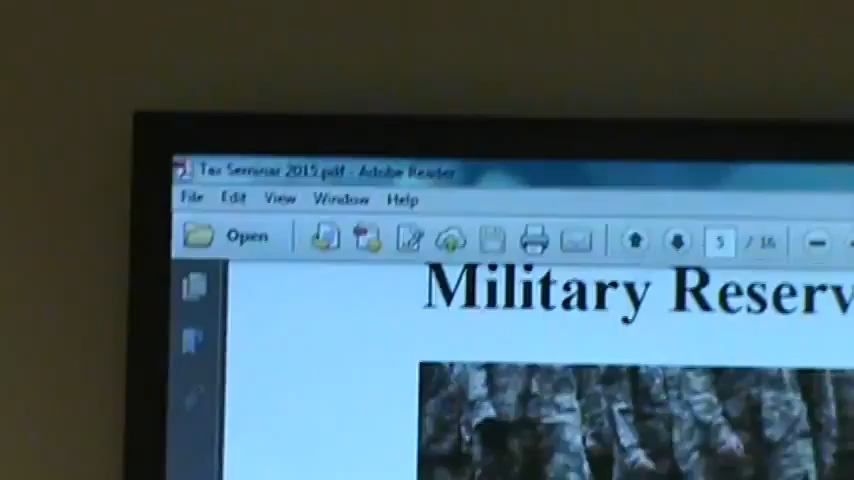 Tax Seminar 2015.pdf - Adobe Reader
File Edit View Window Help
Open 5 / 16
Military Reserv